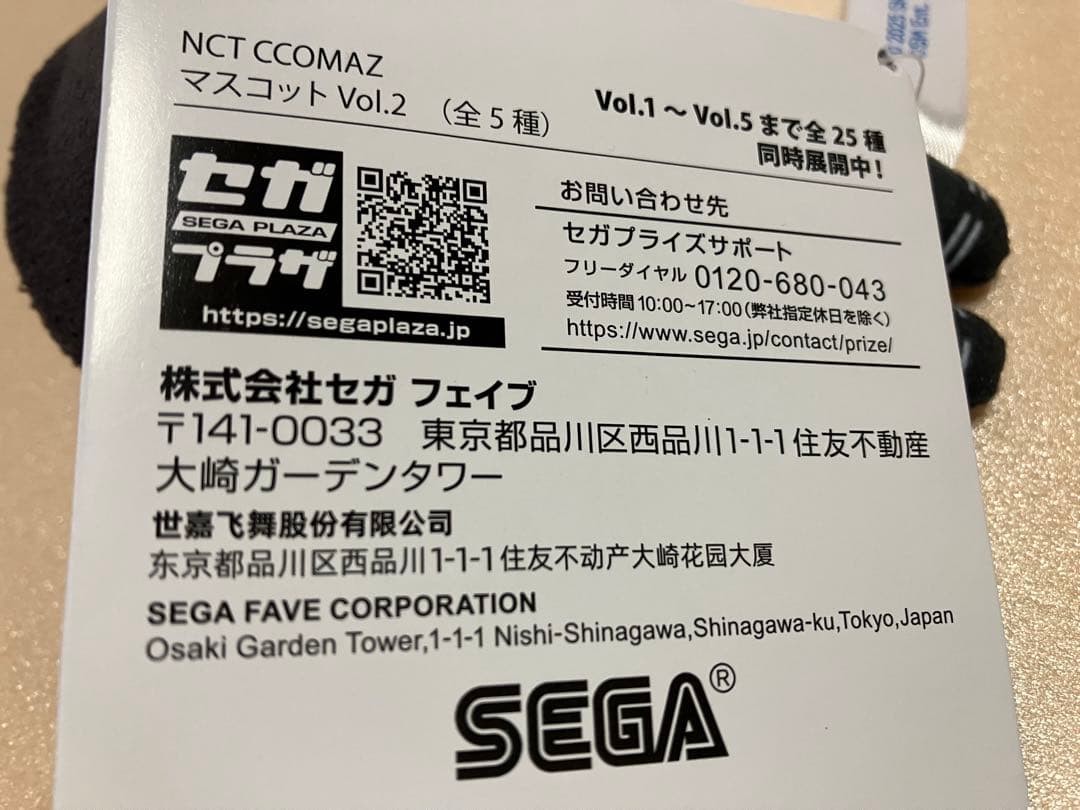 NCT CCOMAZ
マスコット Vol.2 （全5種）
Vol.1 ～ Vol.5 まで全25種
同時展開中！
セガ
SEGA PLAZA
プラザ
https://segaplaza.jp
お問い合わせ先
セガプライズサポート
フリーダイヤル 0120-680-043
受付時間 10:00~17:00（弊社指定休日を除く）
https://www.sega.jp/contact/prize/
株式会社セガ フェイブ
〒141-0033 東京都品川区西品川1-1-1住友不動産
大崎ガーデンタワー
世嘉飞舞股份有限公司
东京都品川区西品川1-1-1住友不动产大崎花园大厦
SEGA FAVE CORPORATION
Osaki Garden Tower,1-1-1 Nishi-Shinagawa,Shinagawa-ku,Tokyo,Japan
SEGA®